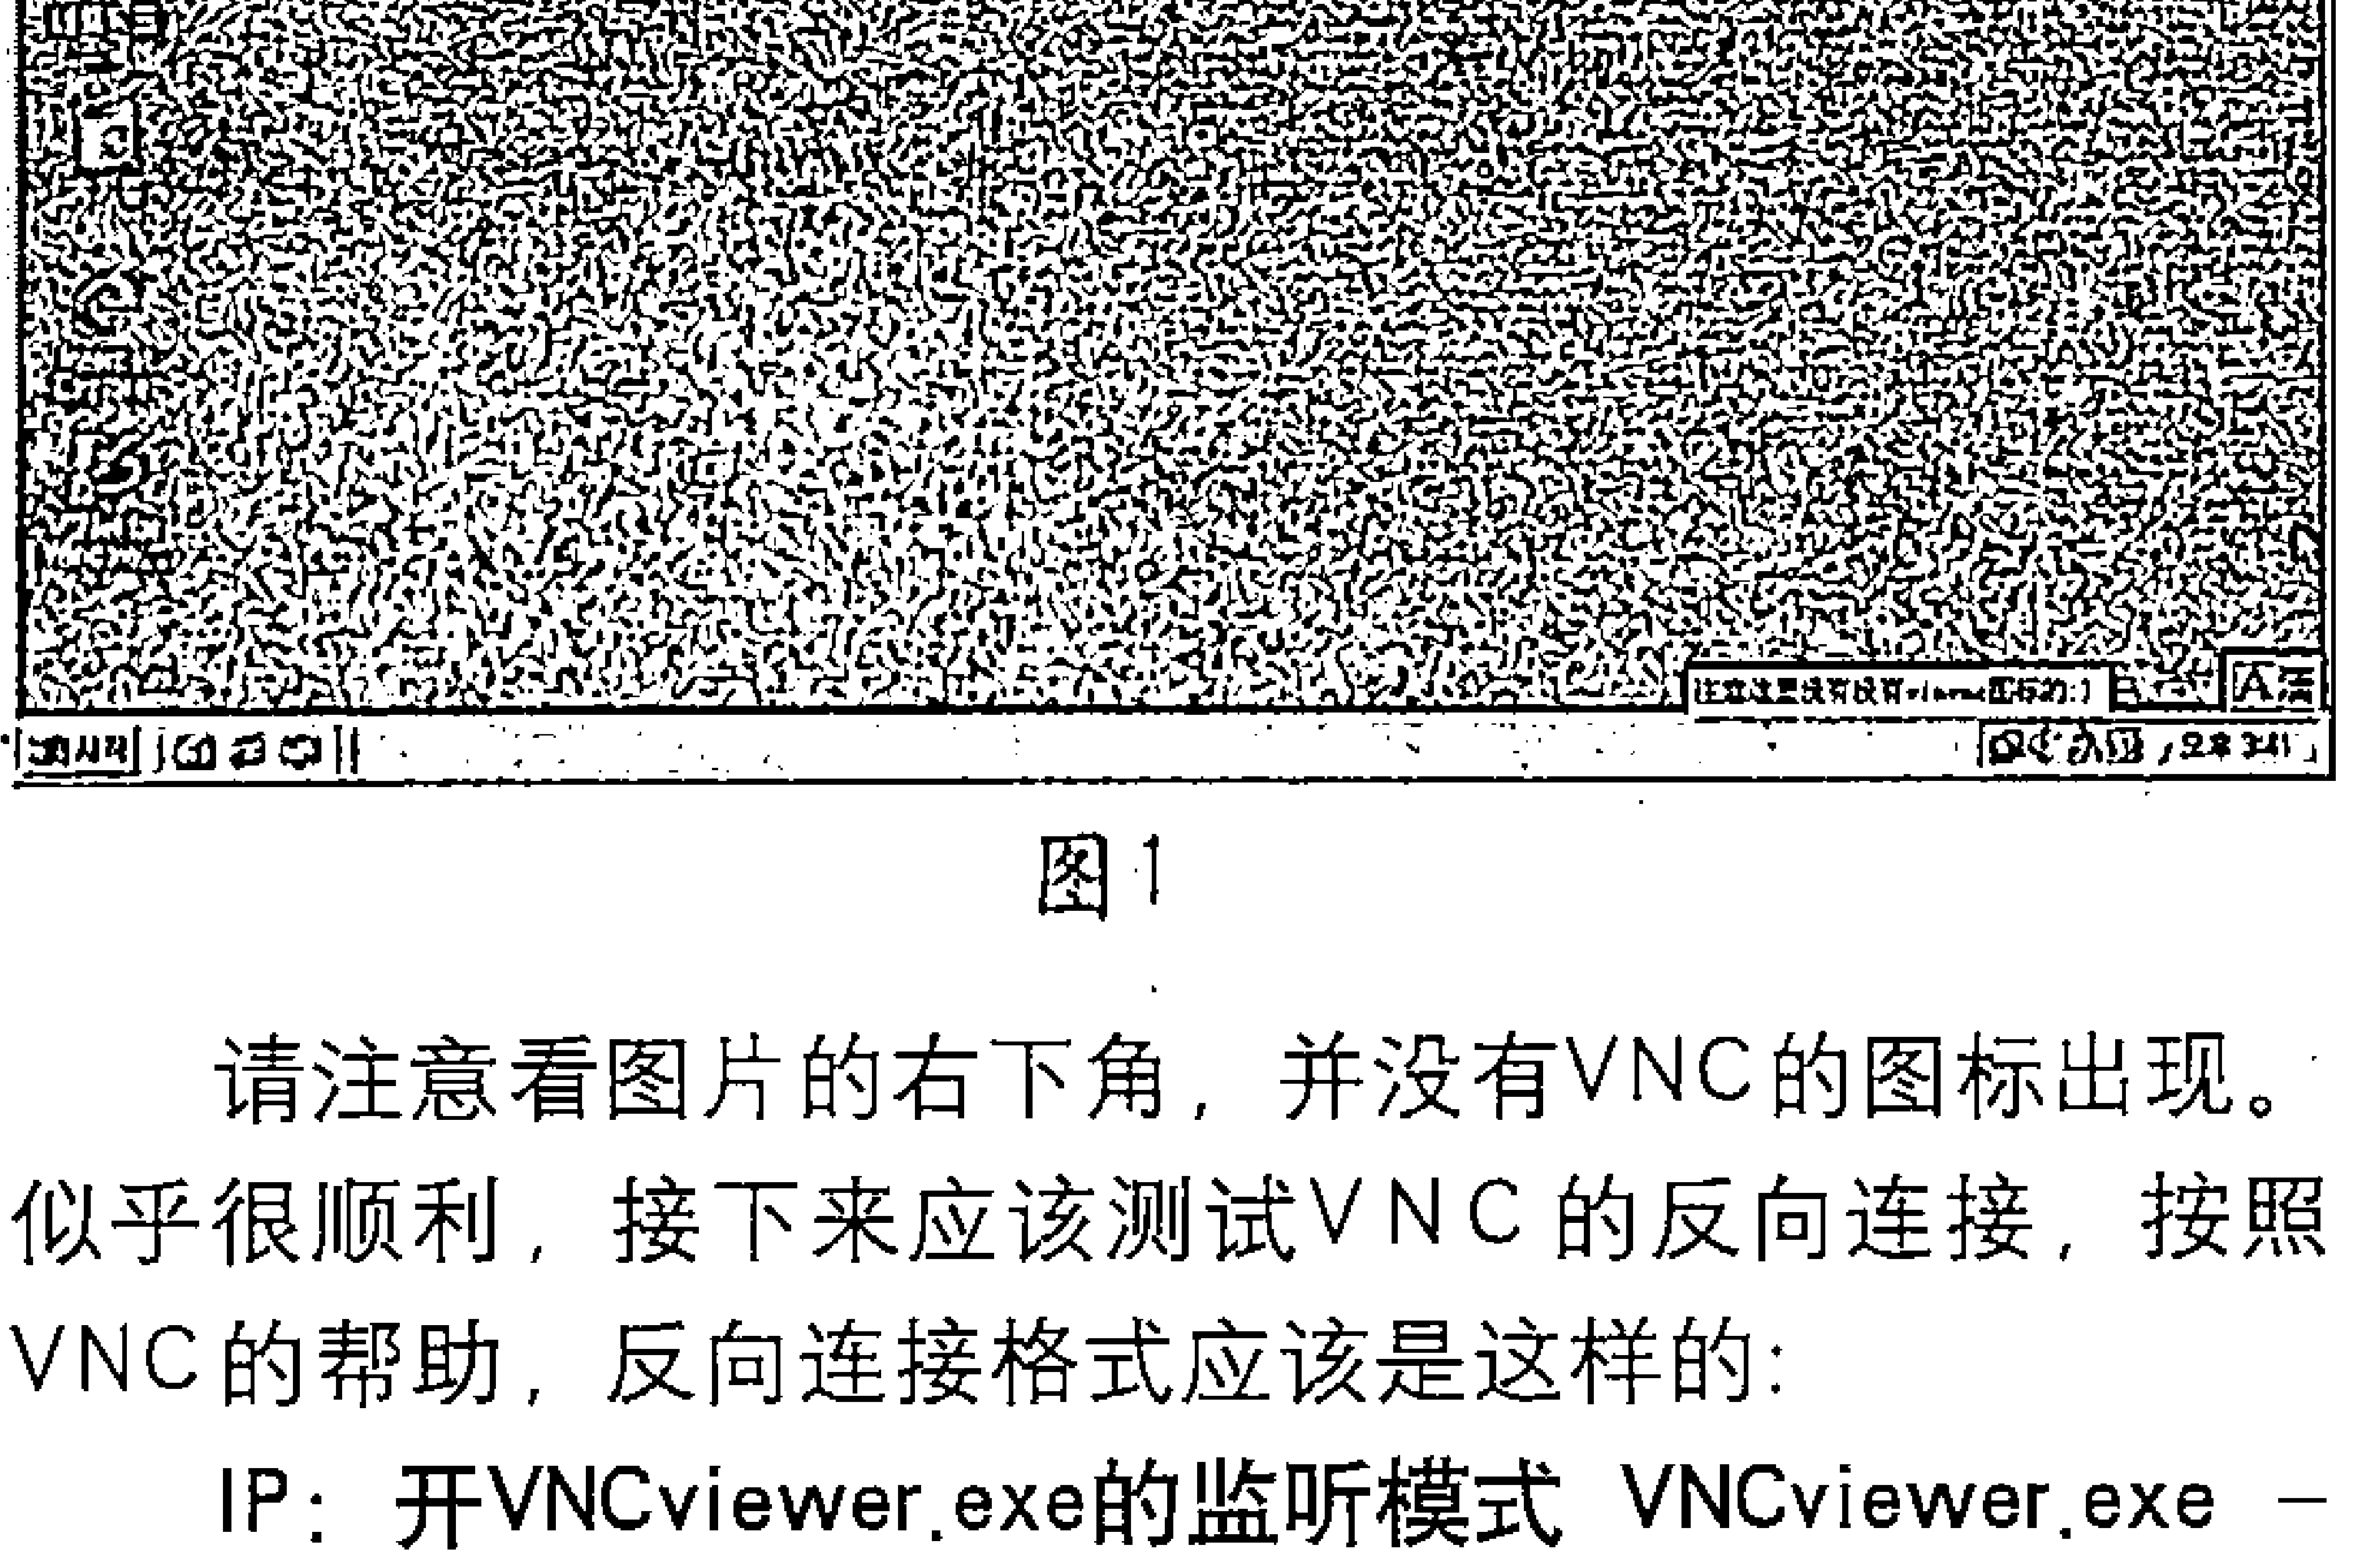 图1
请注意看图片的右下角，并没有VNC的图标出现。
似乎很顺利，接下来应该测试VNC的反向连接，按照
VNC的帮助，反向连接格式应该是这样的：
IP：开VNCviewer.exe的监听模式 VNCviewer.exe －